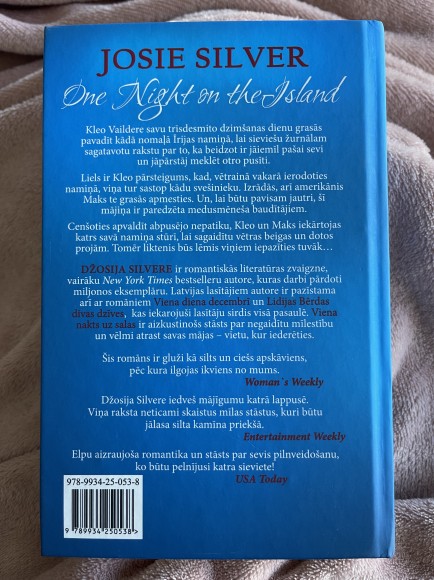 JOSIE SILVER
One Night on the Island
Kleo Vaildere savu trīsdesmito dzimšanas dienu grasās
pavadīt kādā nomaļā Īrijas namiņā, lai sieviešu žurnālam
sagatavotu rakstu par to, ka beidzot ir jāiemīl pašai sevi
un jāpārstāj meklēt otro pusīti.
Liels ir Kleo pārsteigums, kad, vētrainā vakarā ierodoties
namiņā, viņa tur sastop kādu svešinieku. Izrādās, arī amerikānis
Maks te grasās apmesties. Un, lai būtu pavisam jautri, šī
mājiņa ir paredzēta medusmēneša baudītājiem.
Cenšoties apvaldīt abpusējo nepatiku, Kleo un Maks iekārtojas
katrs savā namiņa stūrī, lai sagaidītu vētras beigas un dotos
projām. Tomēr liktenis būs lēmis viņiem iepazīties tuvāk…
DŽOSIJA SILVERE ir romantiskās literatūras zvaigzne,
vairāku New York Times bestselleru autore, kuras darbi pārdoti
miljonos eksemplāru. Latvijas lasītājiem autore ir pazīstama
arī ar romāniem Viena diena decembrī un Lidijas Bērdas
divas dzīves, kas iekarojuši lasītāju sirdis visā pasaulē. Viena
nakts uz salas ir aizkustinošs stāsts par negaidītu mīlestību
un vēlmi atrast savas mājas – vietu, kur iederēties.
Šis romāns ir gluži kā silts un ciešs apskāviens,
pēc kura ilgojas ikviens no mums.
Woman´s Weekly
Džosija Silvere iedveš mājīgumu katrā lappusē.
Viņa raksta neticami skaistus mīlas stāstus, kuri būtu
jālasa silta kamīna priekšā.
Entertainment Weekly
Elpu aizraujoša romantika un stāsts par sevis pilnveidošanu,
ko būtu pelnījusi katra sieviete!
USA Today
978-9934-25-053-8
9 789934 250538 >